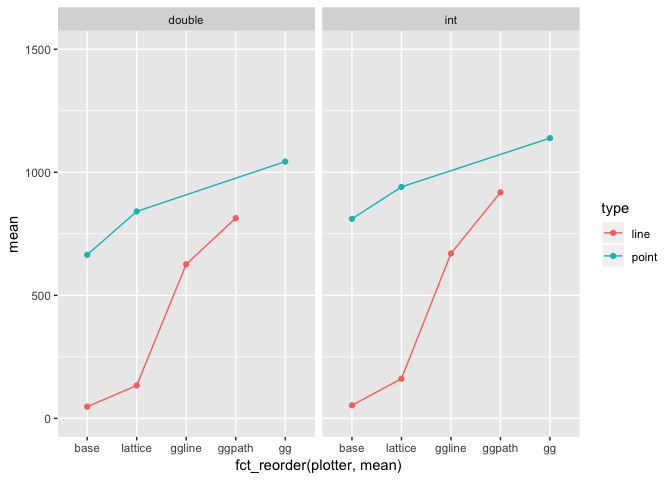 double
int
1500
1000
500
0
mean
base lattice ggline ggpath gg
base lattice ggline ggpath gg
fct_reorder(plotter, mean)
type
line
point